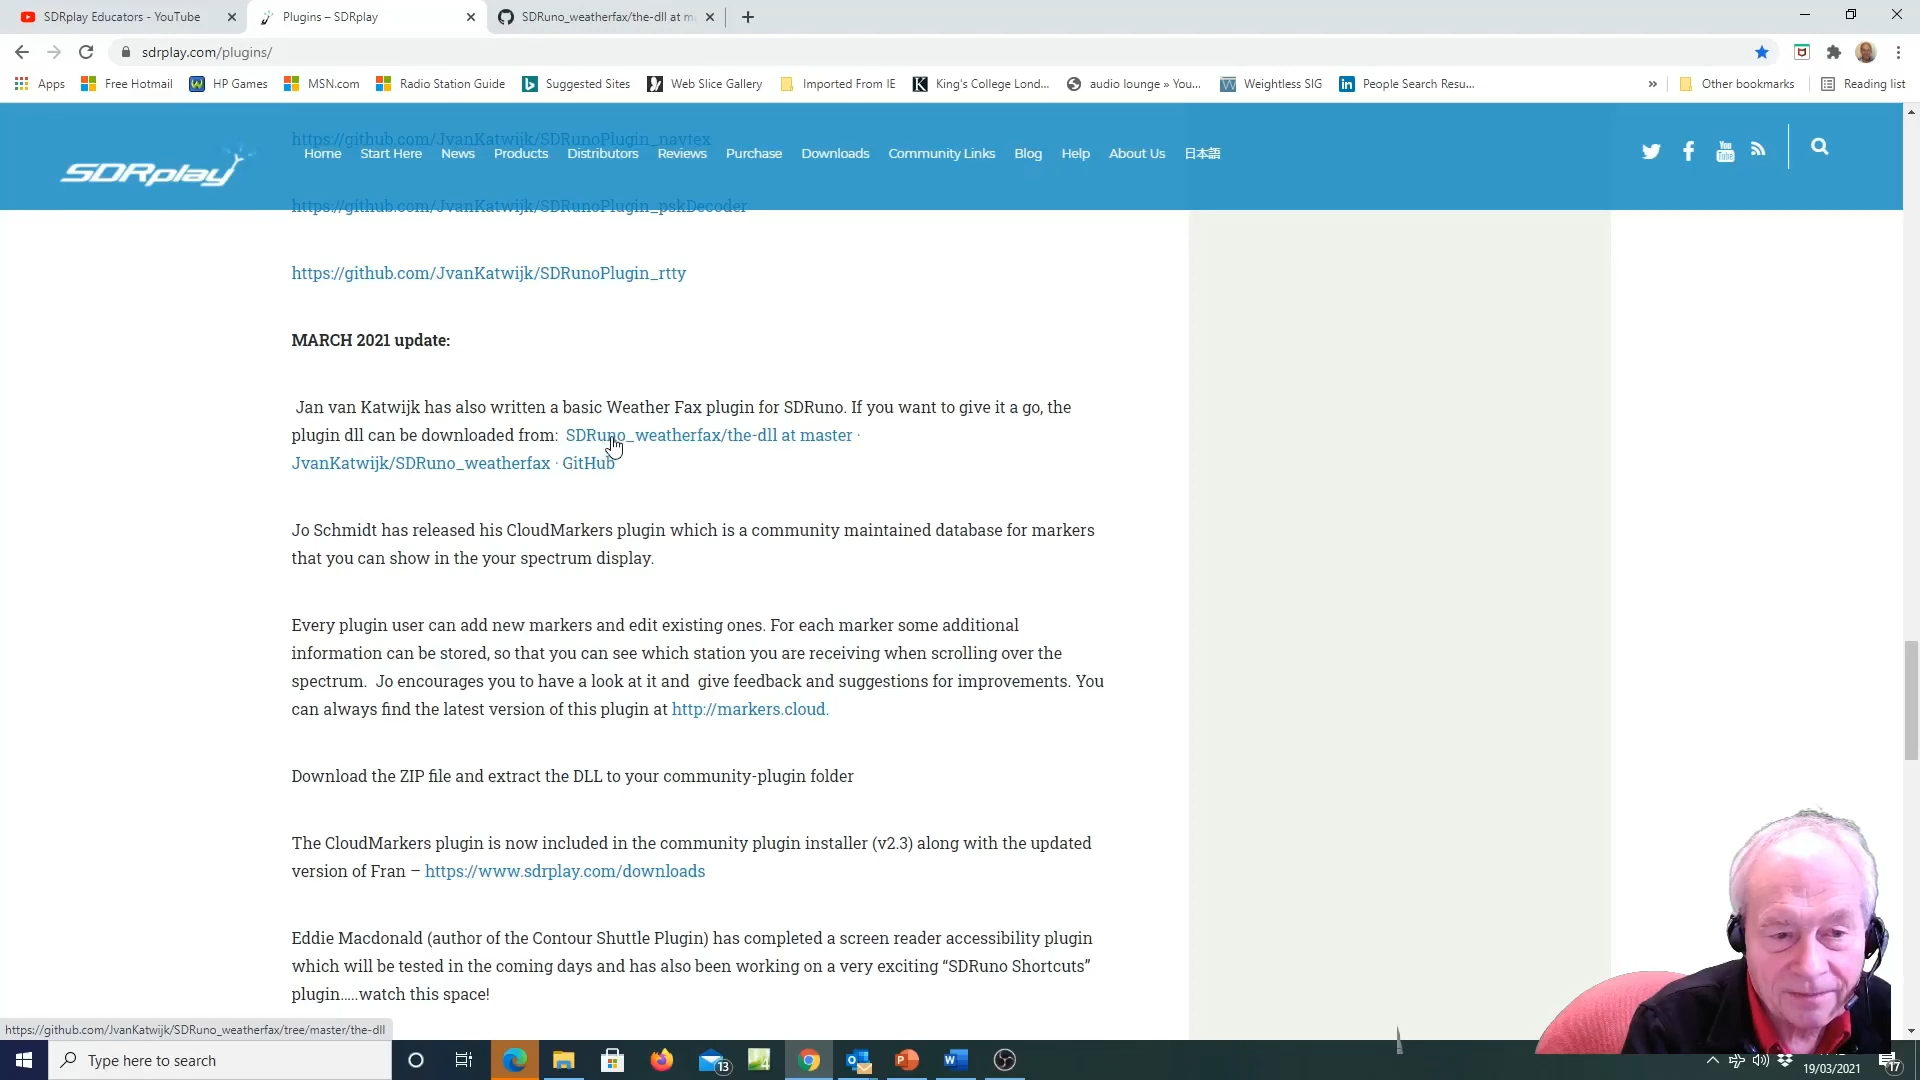 SDRplay Educators - YouTube
Plugins – SDRplay
SDRuno_weatherfax/the-dll at m
sdrplay.com/plugins/
Apps
Free Hotmail
HP Games
MSN.com
Radio Station Guide
Suggested Sites
Web Slice Gallery
Imported From IE
King's College Lond...
audio lounge » You...
Weightless SIG
People Search Resu...
»
Other bookmarks
Reading list
https://github.com/JvanKatwijk/SDRunoPlugin_navtex
SDRplay
Home
Start Here
News
Products
Distributors
Reviews
Purchase
Downloads
Community Links
Blog
Help
About Us
日本語
You Tube
https://github.com/JvanKatwijk/SDRunoPlugin_pskDecoder
https://github.com/JvanKatwijk/SDRunoPlugin_rtty
MARCH 2021 update:
Jan van Katwijk has also written a basic Weather Fax plugin for SDRuno. If you want to give it a go, the
plugin dll can be downloaded from: SDRuno_weatherfax/the-dll at master ·
JvanKatwijk/SDRuno_weatherfax · GitHub
Jo Schmidt has released his CloudMarkers plugin which is a community maintained database for markers
that you can show in the your spectrum display.
Every plugin user can add new markers and edit existing ones. For each marker some additional
information can be stored, so that you can see which station you are receiving when scrolling over the
spectrum. Jo encourages you to have a look at it and give feedback and suggestions for improvements. You
can always find the latest version of this plugin at http://markers.cloud.
Download the ZIP file and extract the DLL to your community-plugin folder
The CloudMarkers plugin is now included in the community plugin installer (v2.3) along with the updated
version of Fran – https://www.sdrplay.com/downloads
Eddie Macdonald (author of the Contour Shuttle Plugin) has completed a screen reader accessibility plugin
which will be tested in the coming days and has also been working on a very exciting “SDRuno Shortcuts”
plugin…..watch this space!
https://github.com/JvanKatwijk/SDRuno_weatherfax/tree/master/the-dll
Type here to search
13
19/03/2021
17